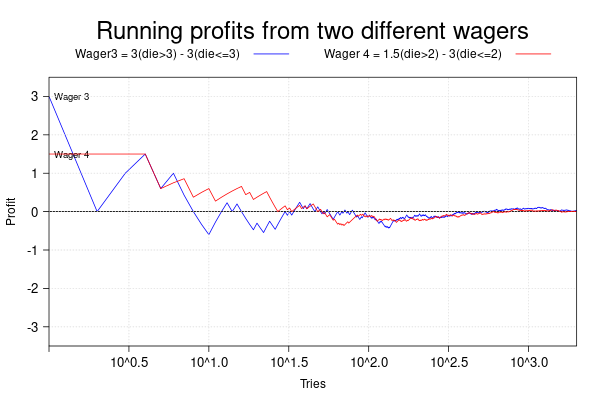 Running profits from two different wagers
Wager3 = 3(die>3) - 3(die<=3) Wager 4 = 1.5(die>2) - 3(die<=2)
3
Wager 3
2
Wager 4
1
0
-1
-2
-3
Profit
10^0.5 10^1.0 10^1.5 10^2.0 10^2.5 10^3.0
Tries